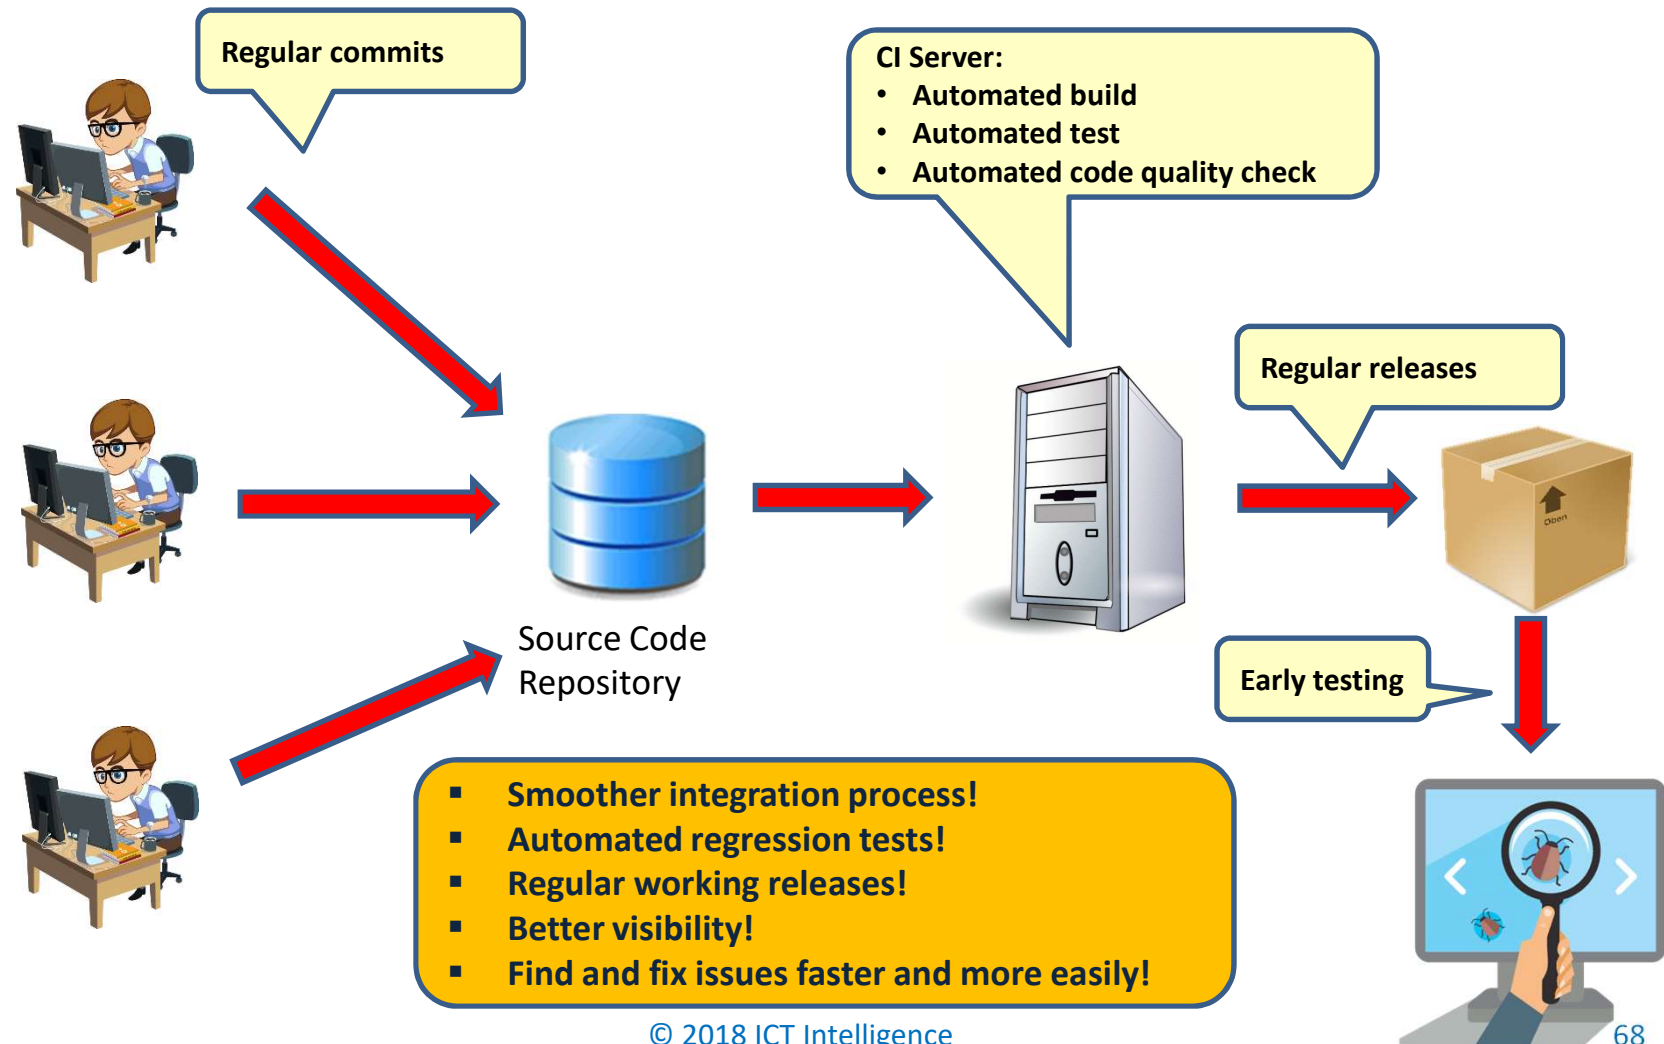 Regular commits
CI Server:
• Automated build
• Automated test
• Automated code quality check
Regular releases
Oben
Source Code
Repository
Early testing
▪ Smoother integration process!
▪ Automated regression tests!
▪ Regular working releases!
▪ Better visibility!
▪ Find and fix issues faster and more easily!
© 2018 ICT Intelligence
68